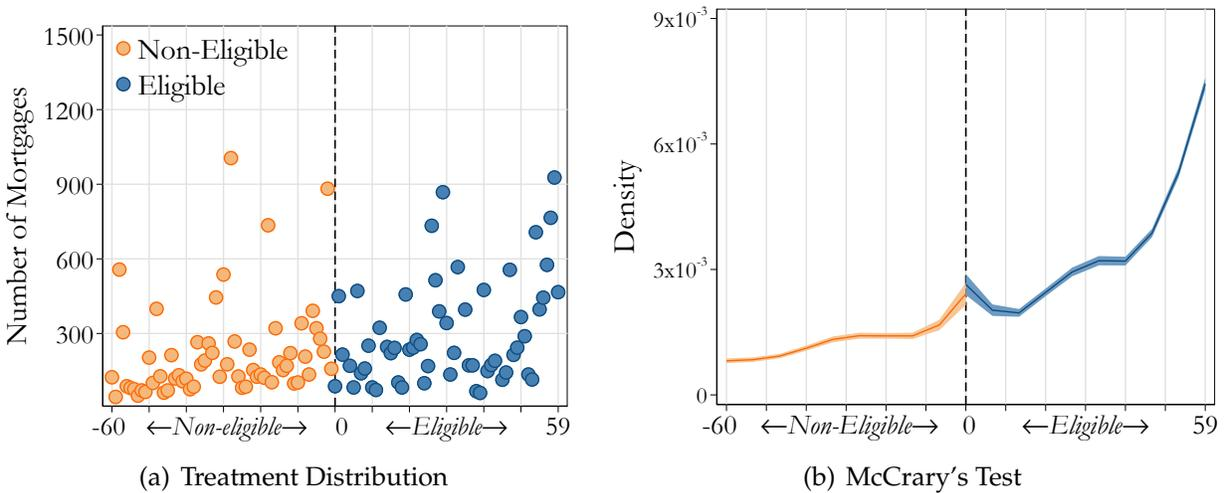 Number of Mortgages
1500
1200
900
600
300
Non-Eligible
Eligible
-60 ←Non-eligible→ 0 ←Eligible→ 59
(a) Treatment Distribution
Density
9x10⁻³
6x10⁻³
3x10⁻³
0
-60 ←Non-Eligible→ 0 ←Eligible→ 59
(b) McCrary's Test